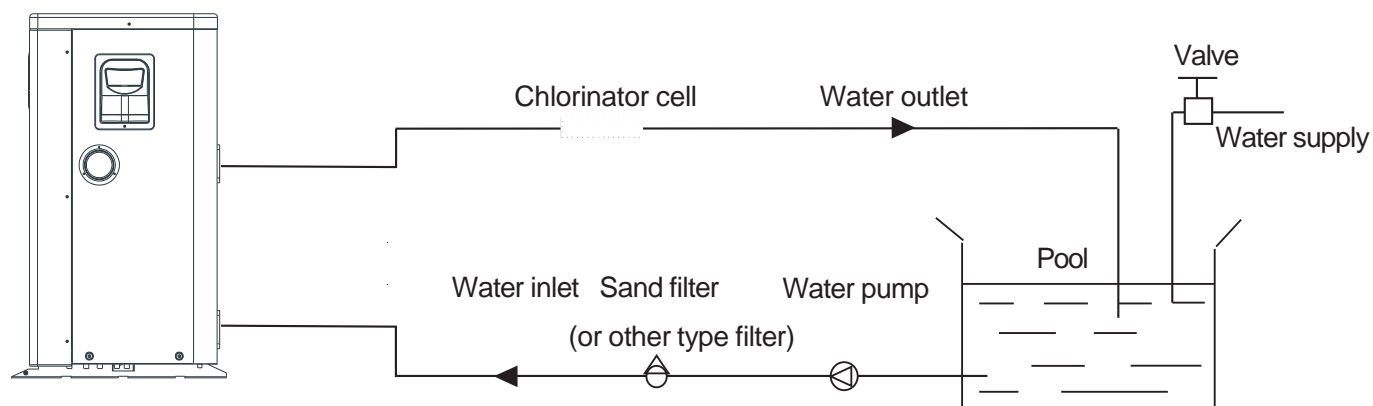 Valve
Chlorinator cell
Water outlet
Water supply
Pool
Water inlet
Sand filter
Water pump
(or other type filter)